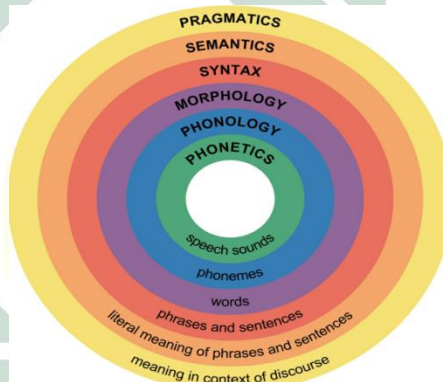 PRAGMATICS
SEMANTICS
SYNTAX
MORPHOLOGY
PHONOLOGY
PHONETICS
speech sounds
phonemes
words
phrases and sentences
literal meaning of phrases and sentences
meaning in context of discourse